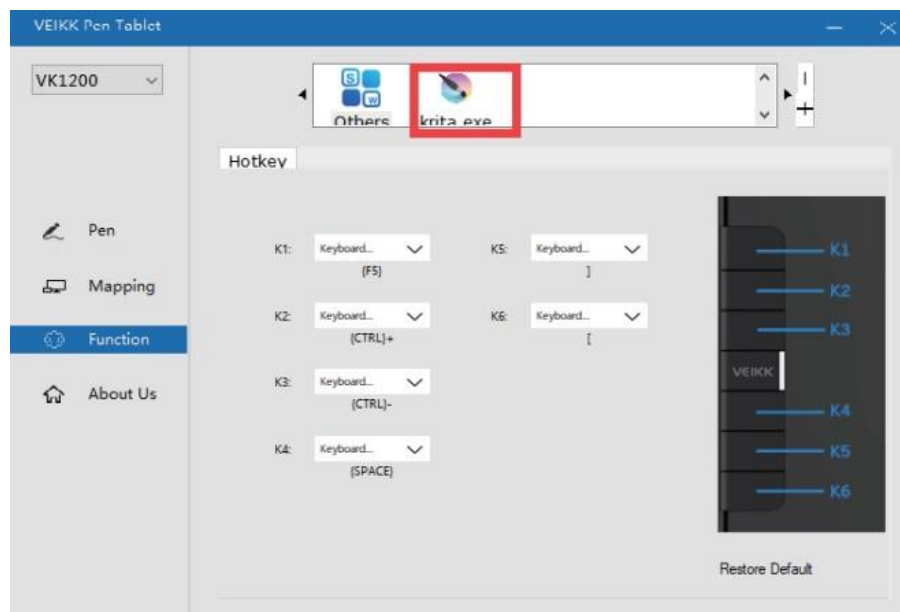 VEIKK Pen Tablet
VK1200
Others krita.exe
Hotkey
Pen
Mapping
Function
About Us
K1: Keyboard...
{F5}
K2: Keyboard...
{CTRL}+
K3: Keyboard...
{CTRL}-
K4: Keyboard...
{SPACE}
K5: Keyboard...
]
K6: Keyboard...
[
K1
K2
K3
VEIKK
K4
K5
K6
Restore Default